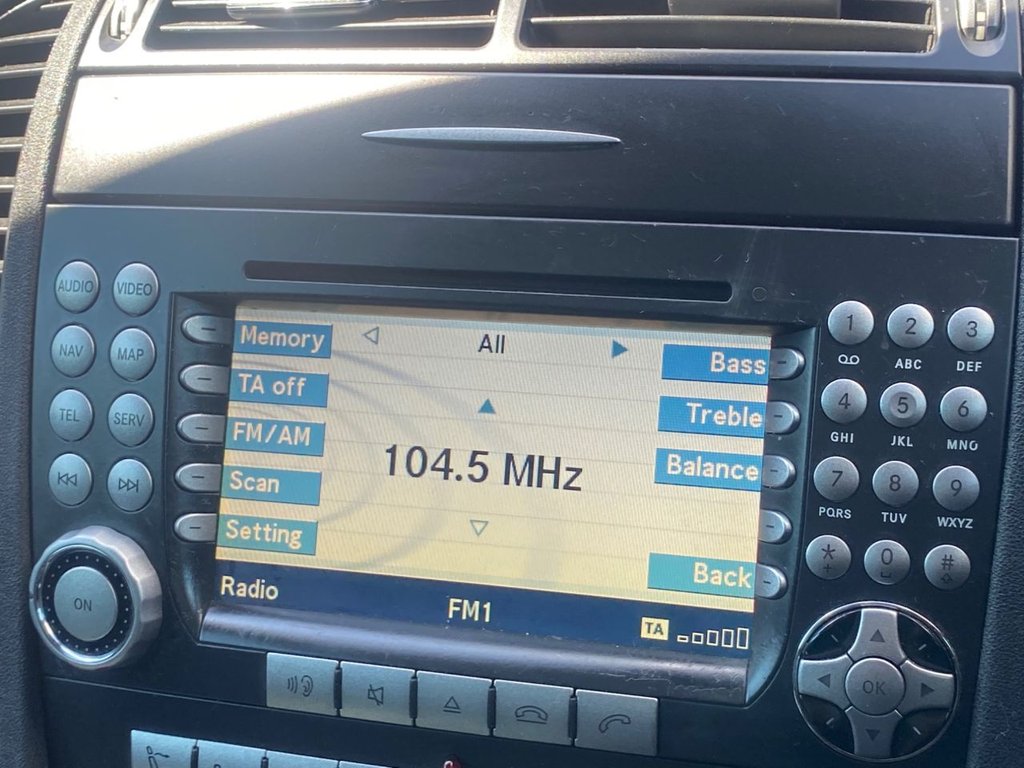 AUDIO VIDEO
NAV MAP
TEL SERV
ON
Memory
TA off
FM/AM
Scan
Setting
All
104.5 MHz
Bass
Treble
Balance
Back
Radio
FM1
TA
1 2 3
ABC DEF
4 5 6
GHI JKL MNO
7 8 9
PQRS TUV WXYZ
* 0 #
+
OK